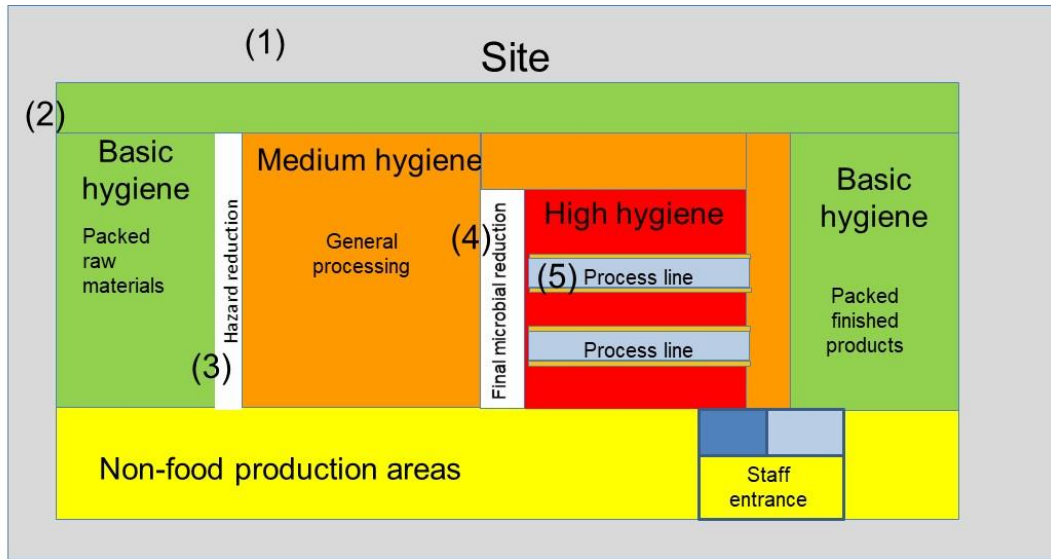 (1)
Site
(2)
Basic
hygiene
Packed
raw
materials
(3)
Hazard reduction
Medium hygiene
General
processing
(4)
Final microbial reduction
High hygiene
(5)
Process line
Process line
Basic
hygiene
Packed
finished
products
Non-food production areas
Staff
entrance